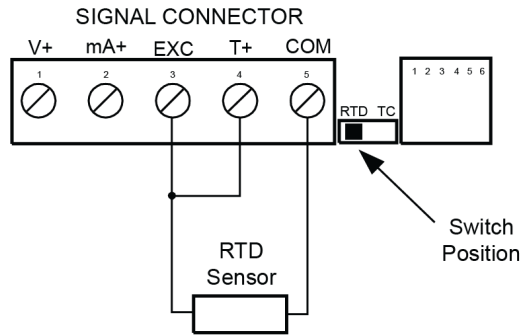 SIGNAL CONNECTOR
V+ mA+ EXC T+ COM
1 2 3 4 5
1 2 3 4 5 6
RTD TC
Switch
Position
RTD
Sensor